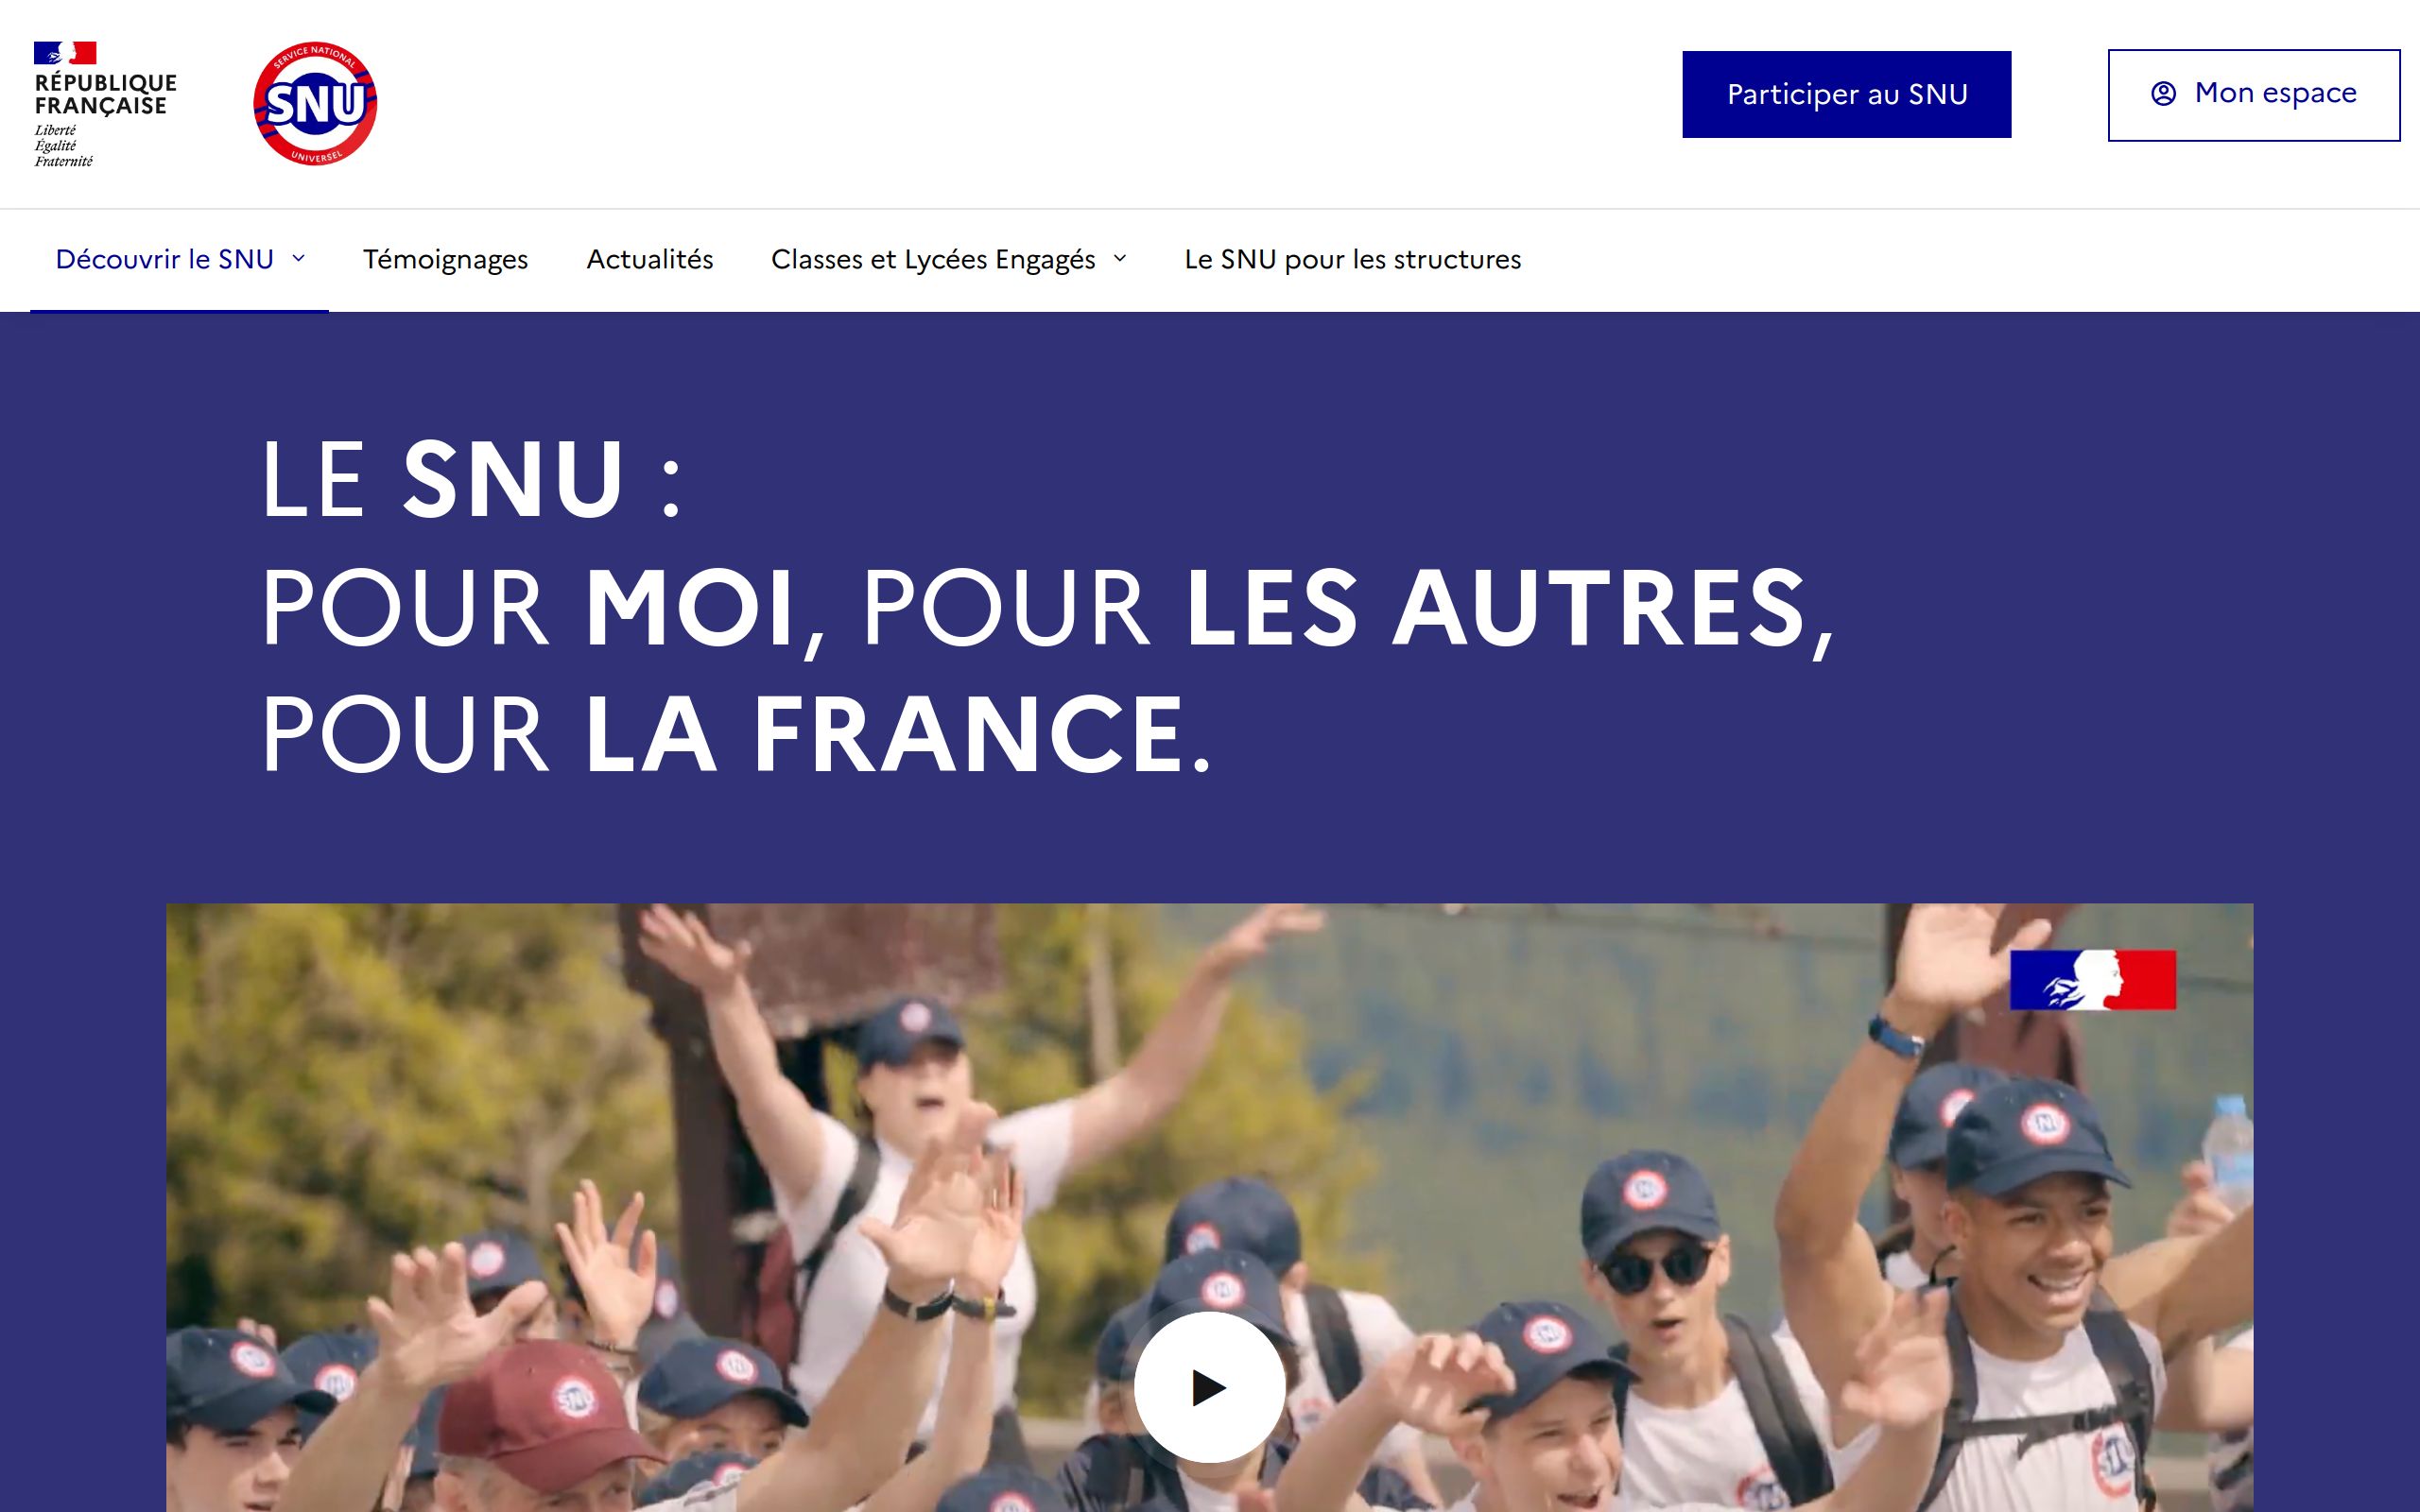 RÉPUBLIQUE
FRANÇAISE
Liberté
Égalité
Fraternité
SERVICE NATIONAL
SNU
UNIVERSEL
Participer au SNU
Mon espace
Découvrir le SNU
Témoignages
Actualités
Classes et Lycées Engagés
Le SNU pour les structures
LE SNU :
POUR MOI, POUR LES AUTRES,
POUR LA FRANCE.